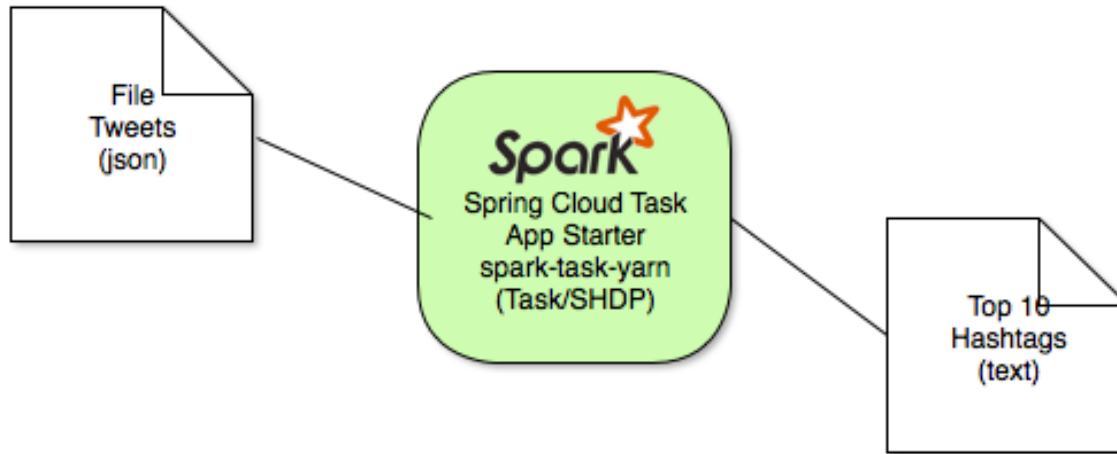 File
Tweets
(json)
Spark
Spring Cloud Task
App Starter
spark-task-yarn
(Task/SHDP)
Top 10
Hashtags
(text)